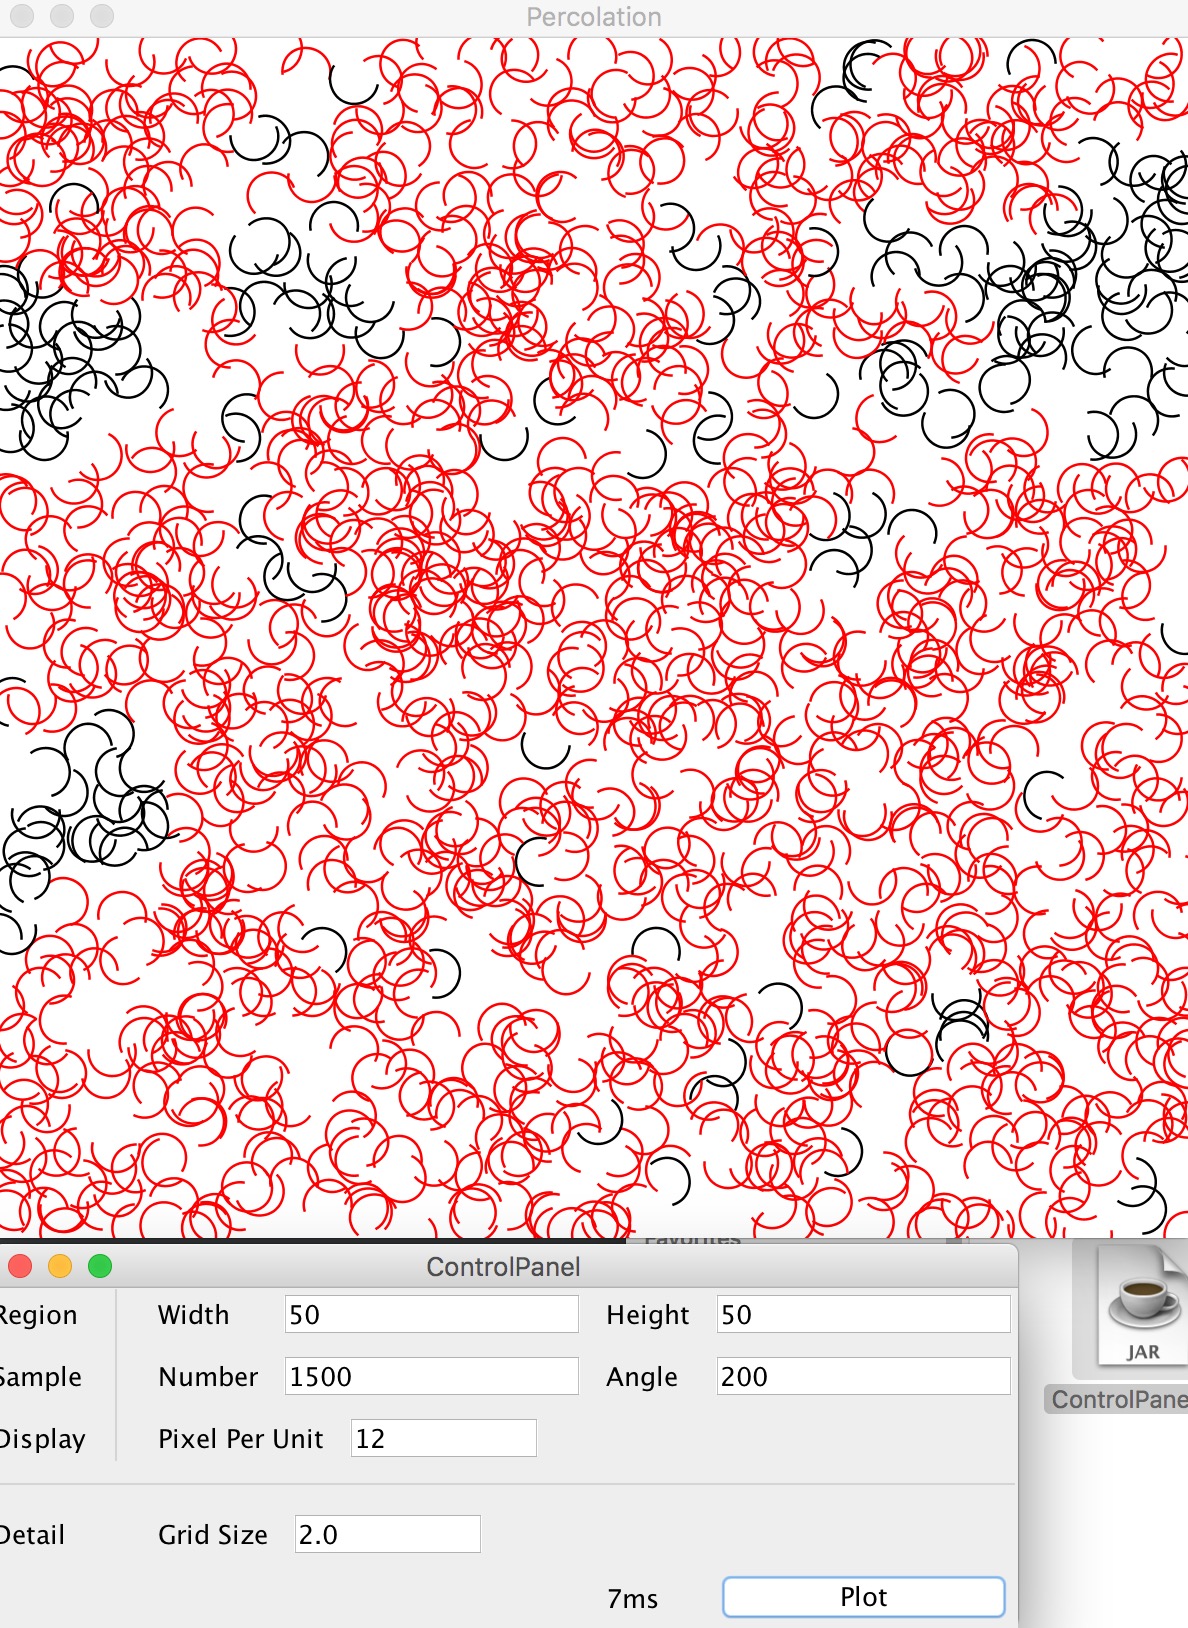 Percolation
Favorites
ControlPanel
Region Width 50 Height 50
Sample Number 1500 Angle 200
Display Pixel Per Unit 12
Detail Grid Size 2.0
7ms Plot
JAR
ControlPane